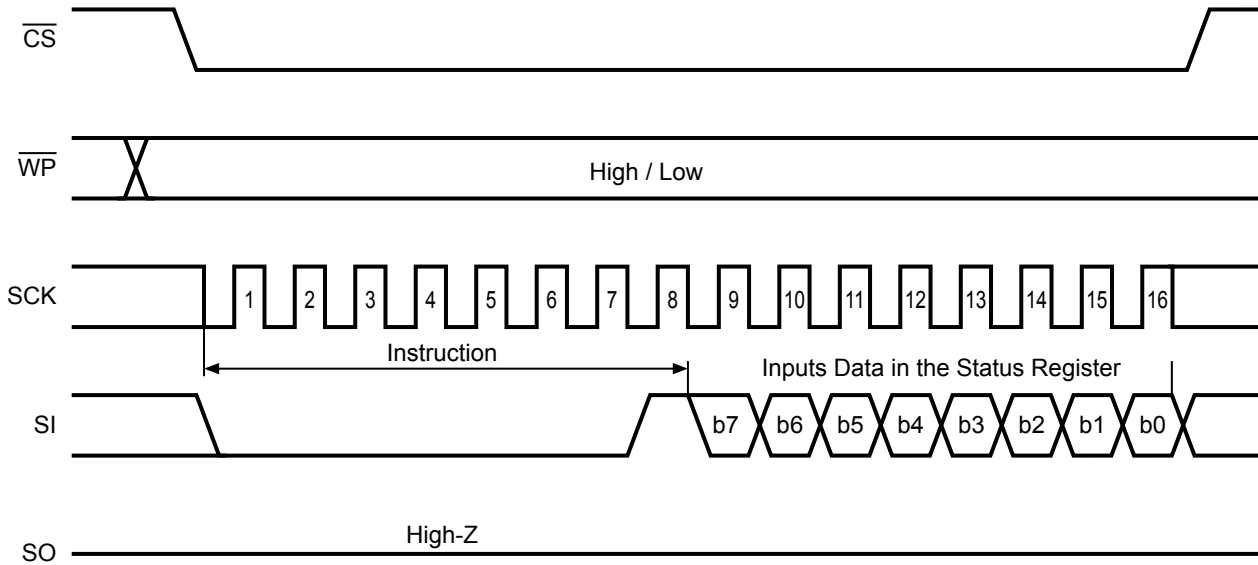 CS
WP
High / Low
SCK
1 2 3 4 5 6 7 8 9 10 11 12 13 14 15 16
Instruction
Inputs Data in the Status Register
SI
b7 b6 b5 b4 b3 b2 b1 b0
High-Z
SO